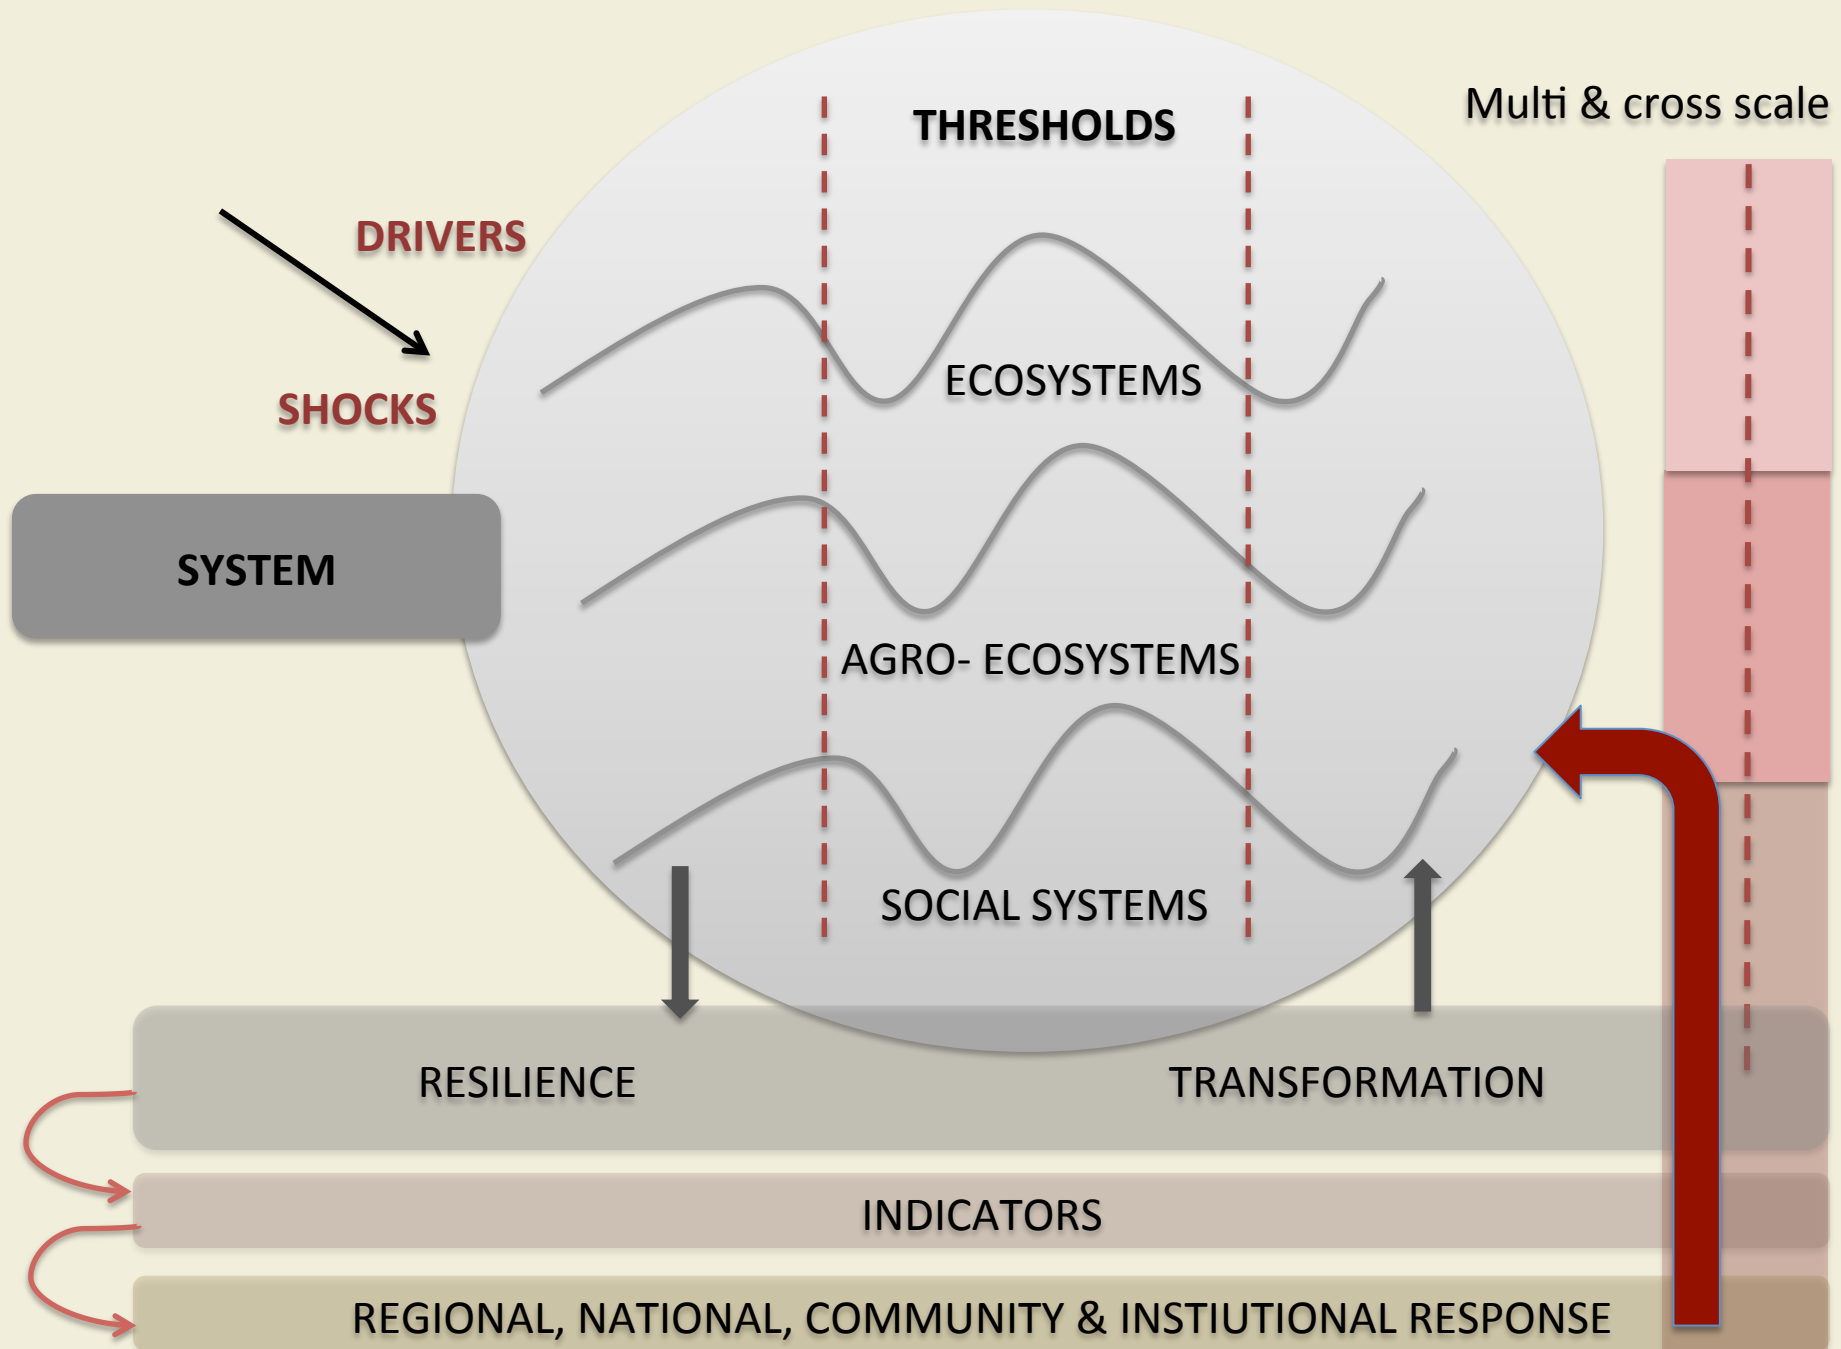 THRESHOLDS
Multi & cross scale
DRIVERS
SHOCKS
ECOSYSTEMS
SYSTEM
AGRO- ECOSYSTEMS
SOCIAL SYSTEMS
RESILIENCE
TRANSFORMATION
INDICATORS
REGIONAL, NATIONAL, COMMUNITY & INSTIUTIONAL RESPONSE